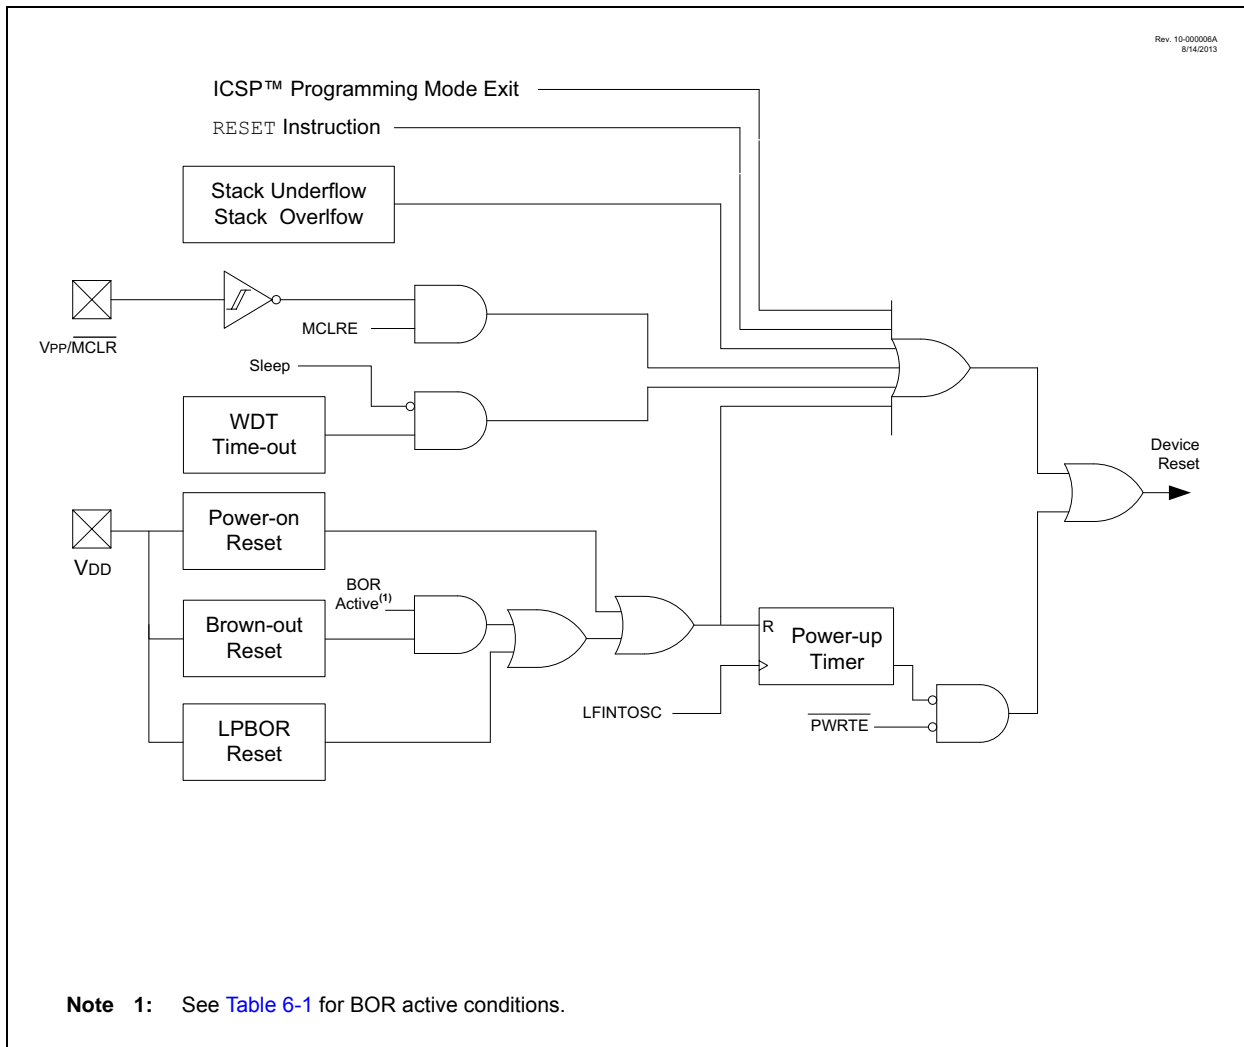 Rev. 10-000006A
8/14/2013
ICSP™ Programming Mode Exit
RESET Instruction
Stack Underflow
Stack Overlfow
VPP/MCLR
MCLRE
Sleep
WDT
Time-out
Device
Reset
VDD
Power-on
Reset
BOR
Active(1)
Brown-out
Reset
R
Power-up
Timer
LFINTOSC
PWRTE
LPBOR
Reset
Note 1: See Table 6-1 for BOR active conditions.